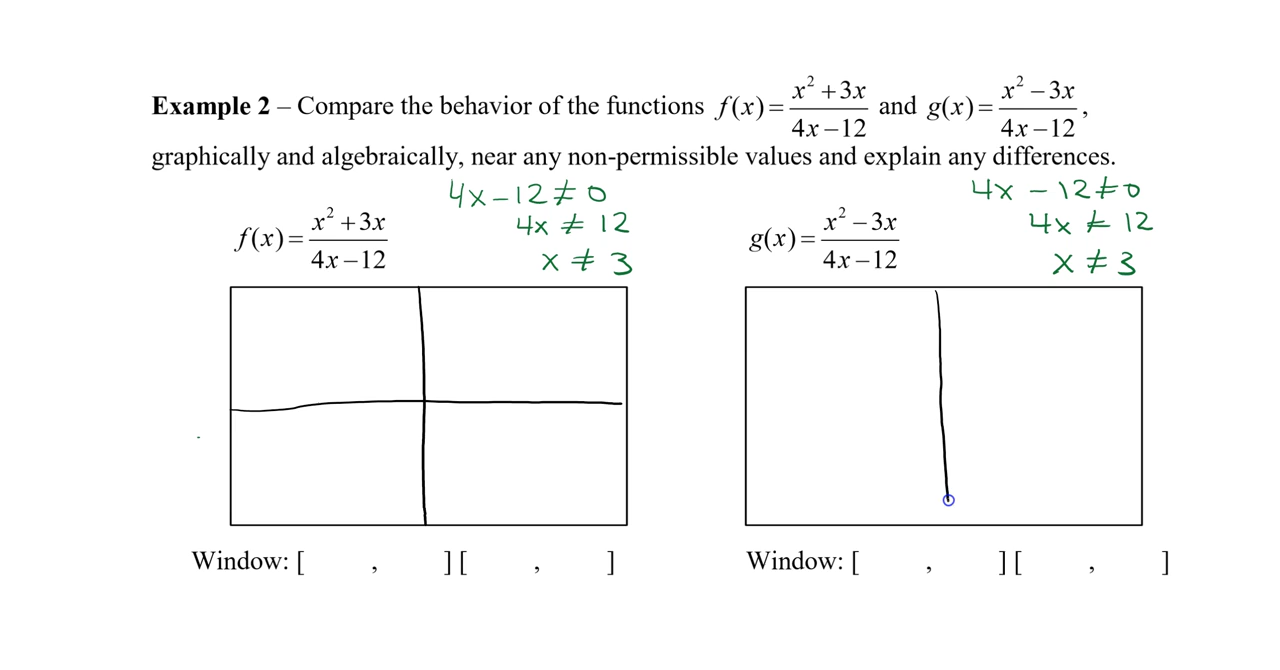 Example 2 – Compare the behavior of the functions f(x) = (x² + 3x)/(4x – 12) and g(x) = (x² – 3x)/(4x – 12),
graphically and algebraically, near any non-permissible values and explain any differences.
4x – 12 ≠ 0
f(x) = (x² + 3x)/(4x – 12)
4x ≠ 12
x ≠ 3
4x – 12 ≠ 0
g(x) = (x² – 3x)/(4x – 12)
4x ≠ 12
x ≠ 3
Window: [ , ] [ , ]
Window: [ , ] [ , ]